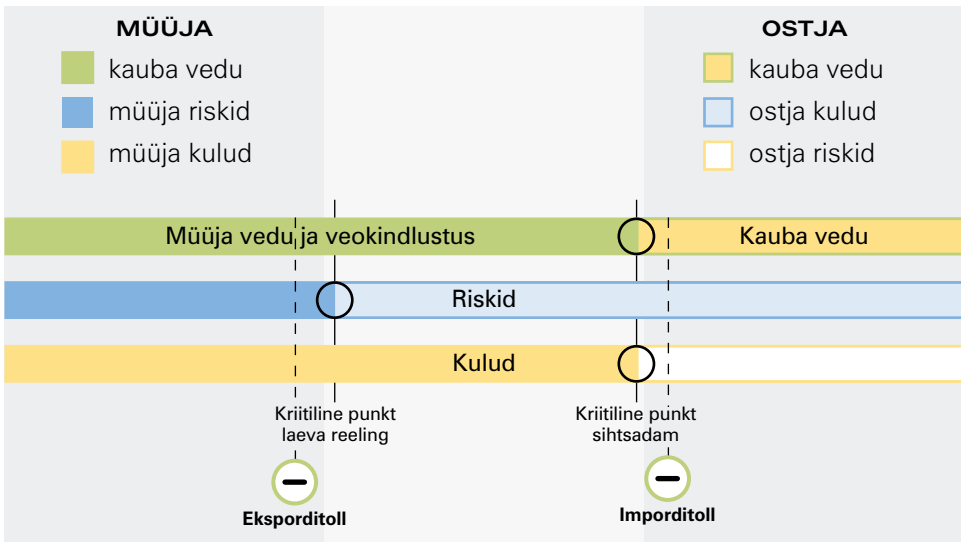 MÜÜJA
kauba vedu
müüja riskid
müüja kulud
OSTJA
kauba vedu
ostja kulud
ostja riskid
Müüja vedu ja veokindlustus
Kauba vedu
Riskid
Kulud
Kriitiline punkt
laeva reeling
Kriitiline punkt
sihtsadam
Eksporditoll
Imporditoll